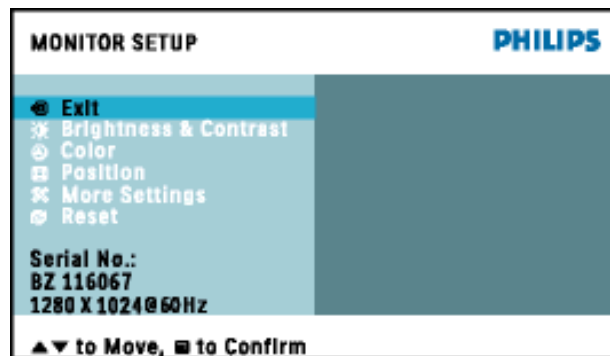 MONITOR SETUP PHILIPS
Exit
Brightness & Contrast
Color
Position
More Settings
Reset
Serial No.:
BZ 116067
1280 X 1024@60Hz
▲▼ to Move, to Confirm